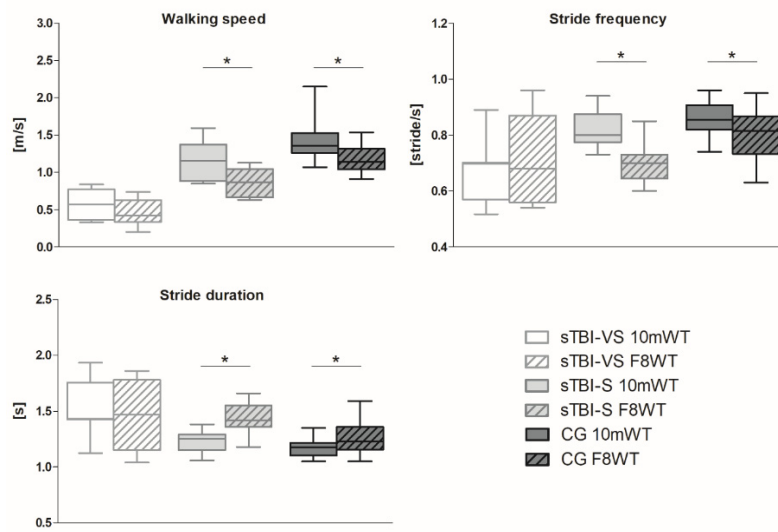 Walking speed
[m/s]
3.0
2.5
2.0
1.5
1.0
0.5
0.0
*
*
Stride frequency
[stride/s]
1.2
1.0
0.8
0.6
0.4
*
*
Stride duration
[s]
2.5
2.0
1.5
1.0
0.5
*
*
sTBI-VS 10mWT
sTBI-VS F8WT
sTBI-S 10mWT
sTBI-S F8WT
CG 10mWT
CG F8WT